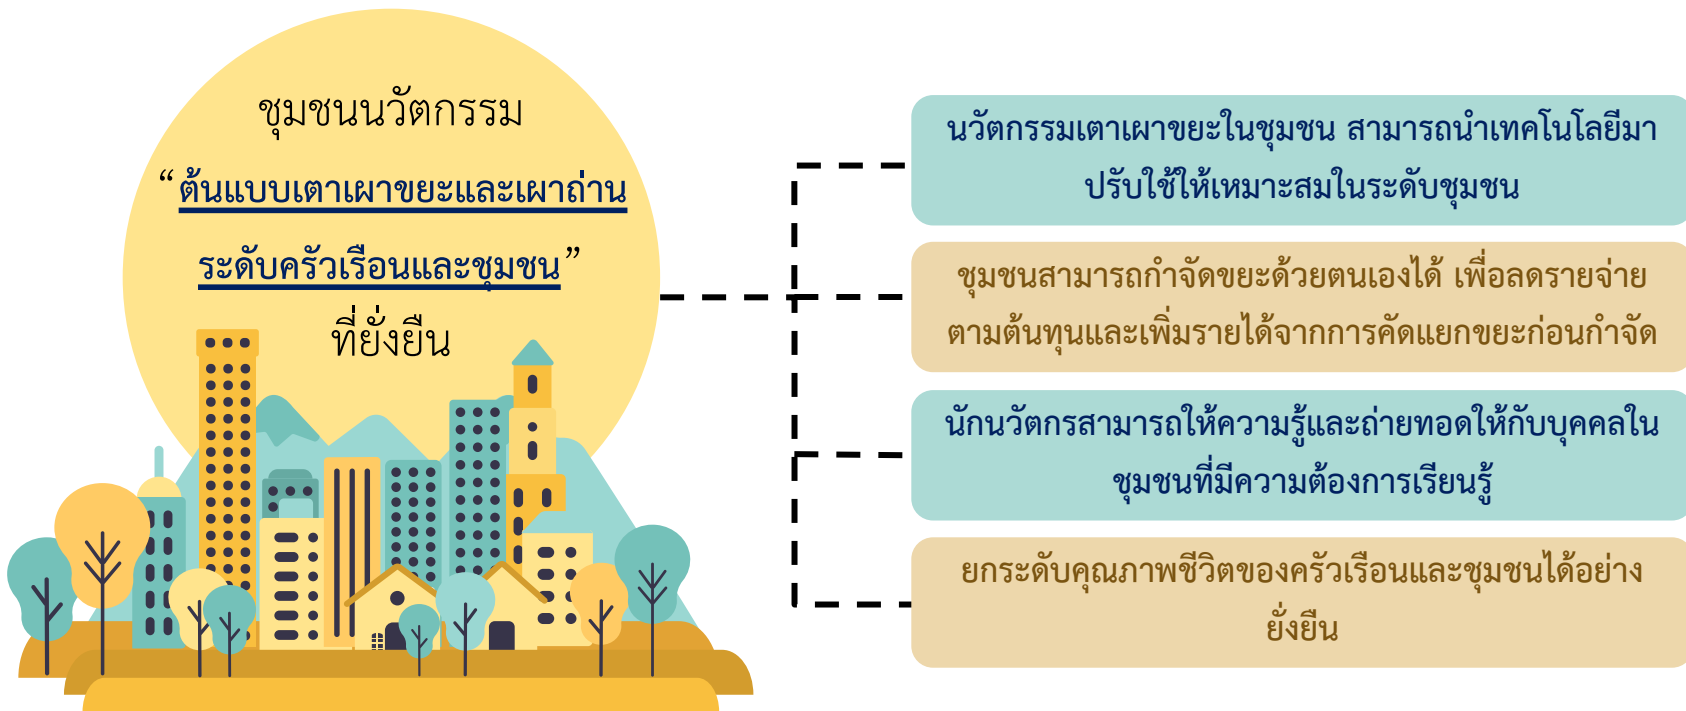 ชุมชนนวัตกรรม
“ต้นแบบเตาเผาขยะและเผาถ่าน
ระดับครัวเรือนและชุมชน”
ที่ยั่งยืน
นวัตกรรมเตาเผาขยะในชุมชน สามารถนำเทคโนโลยีมา
ปรับใช้ให้เหมาะสมในระดับชุมชน
ชุมชนสามารถกำจัดขยะด้วยตนเองได้ เพื่อลดรายจ่าย
ตามต้นทุนและเพิ่มรายได้จากการคัดแยกขยะก่อนกำจัด
นักนวัตกรสามารถให้ความรู้และถ่ายทอดให้กับบุคคลใน
ชุมชนที่มีความต้องการเรียนรู้
ยกระดับคุณภาพชีวิตของครัวเรือนและชุมชนได้อย่าง
ยั่งยืน